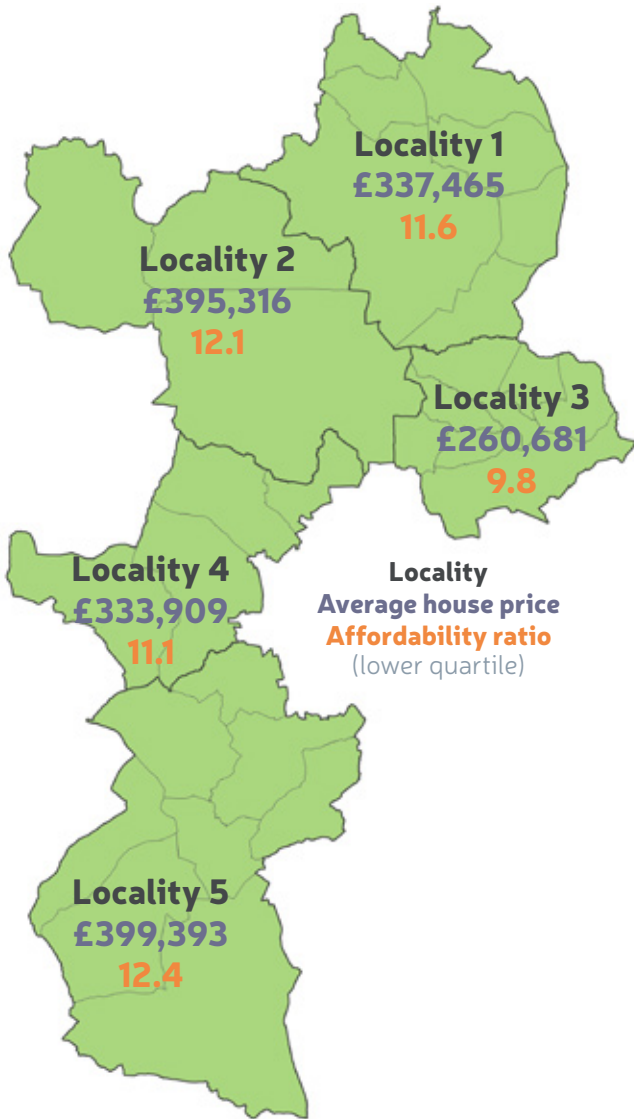 Locality 1
£337,465
11.6
Locality 2
£395,316
12.1
Locality 3
£260,681
9.8
Locality 4
£333,909
11.1
Locality
Average house price
Affordability ratio
(lower quartile)
Locality 5
£399,393
12.4